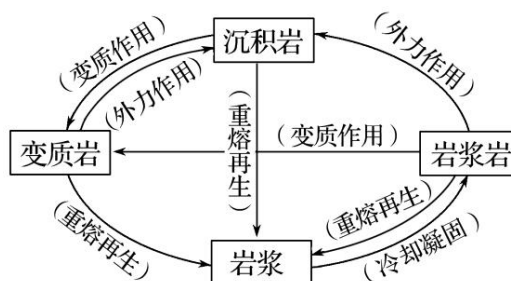 沉积岩
(变质作用)
(外力作用)
(外力作用)
(重熔再生)
(变质作用)
变质岩
岩浆岩
(重熔再生)
(重熔再生)
(冷却凝固)
岩浆